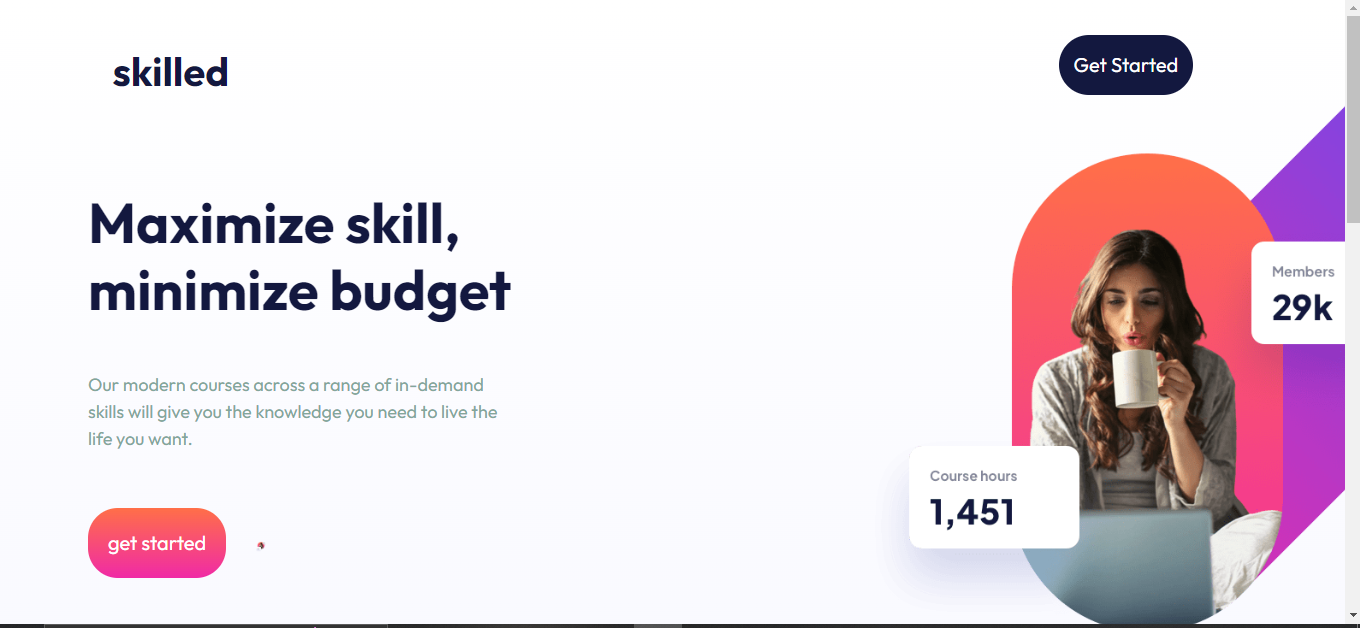 skilled
Get Started
Maximize skill,
minimize budget
Members
29k
Our modern courses across a range of in-demand
skills will give you the knowledge you need to live the
life you want.
Course hours
1,451
get started